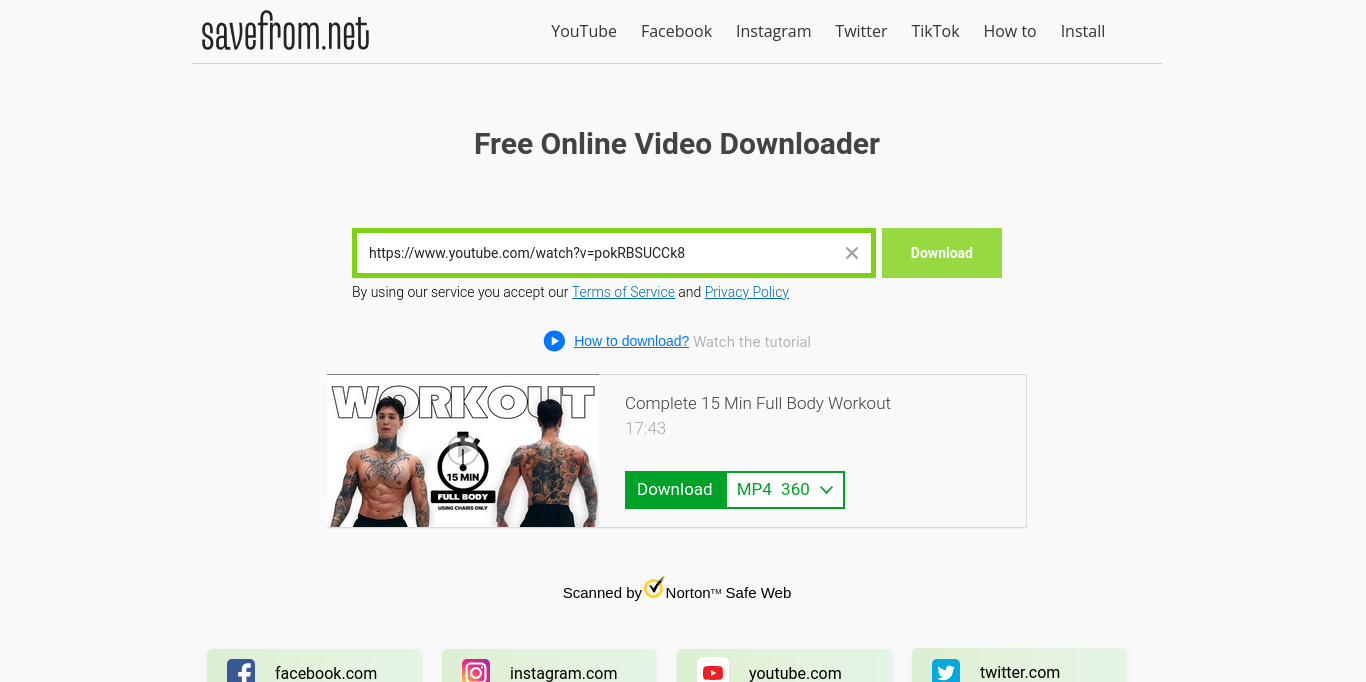 savefrom.net
YouTube Facebook Instagram Twitter TikTok How to Install
Free Online Video Downloader
https://www.youtube.com/watch?v=pokRBSUCCk8
Download
By using our service you accept our Terms of Service and Privacy Policy
How to download? Watch the tutorial
WORKOUT
15 MIN
FULL BODY
USING CHAIRS ONLY
Complete 15 Min Full Body Workout
17:43
Download MP4 360
Scanned by Norton™ Safe Web
facebook.com instagram.com youtube.com twitter.com